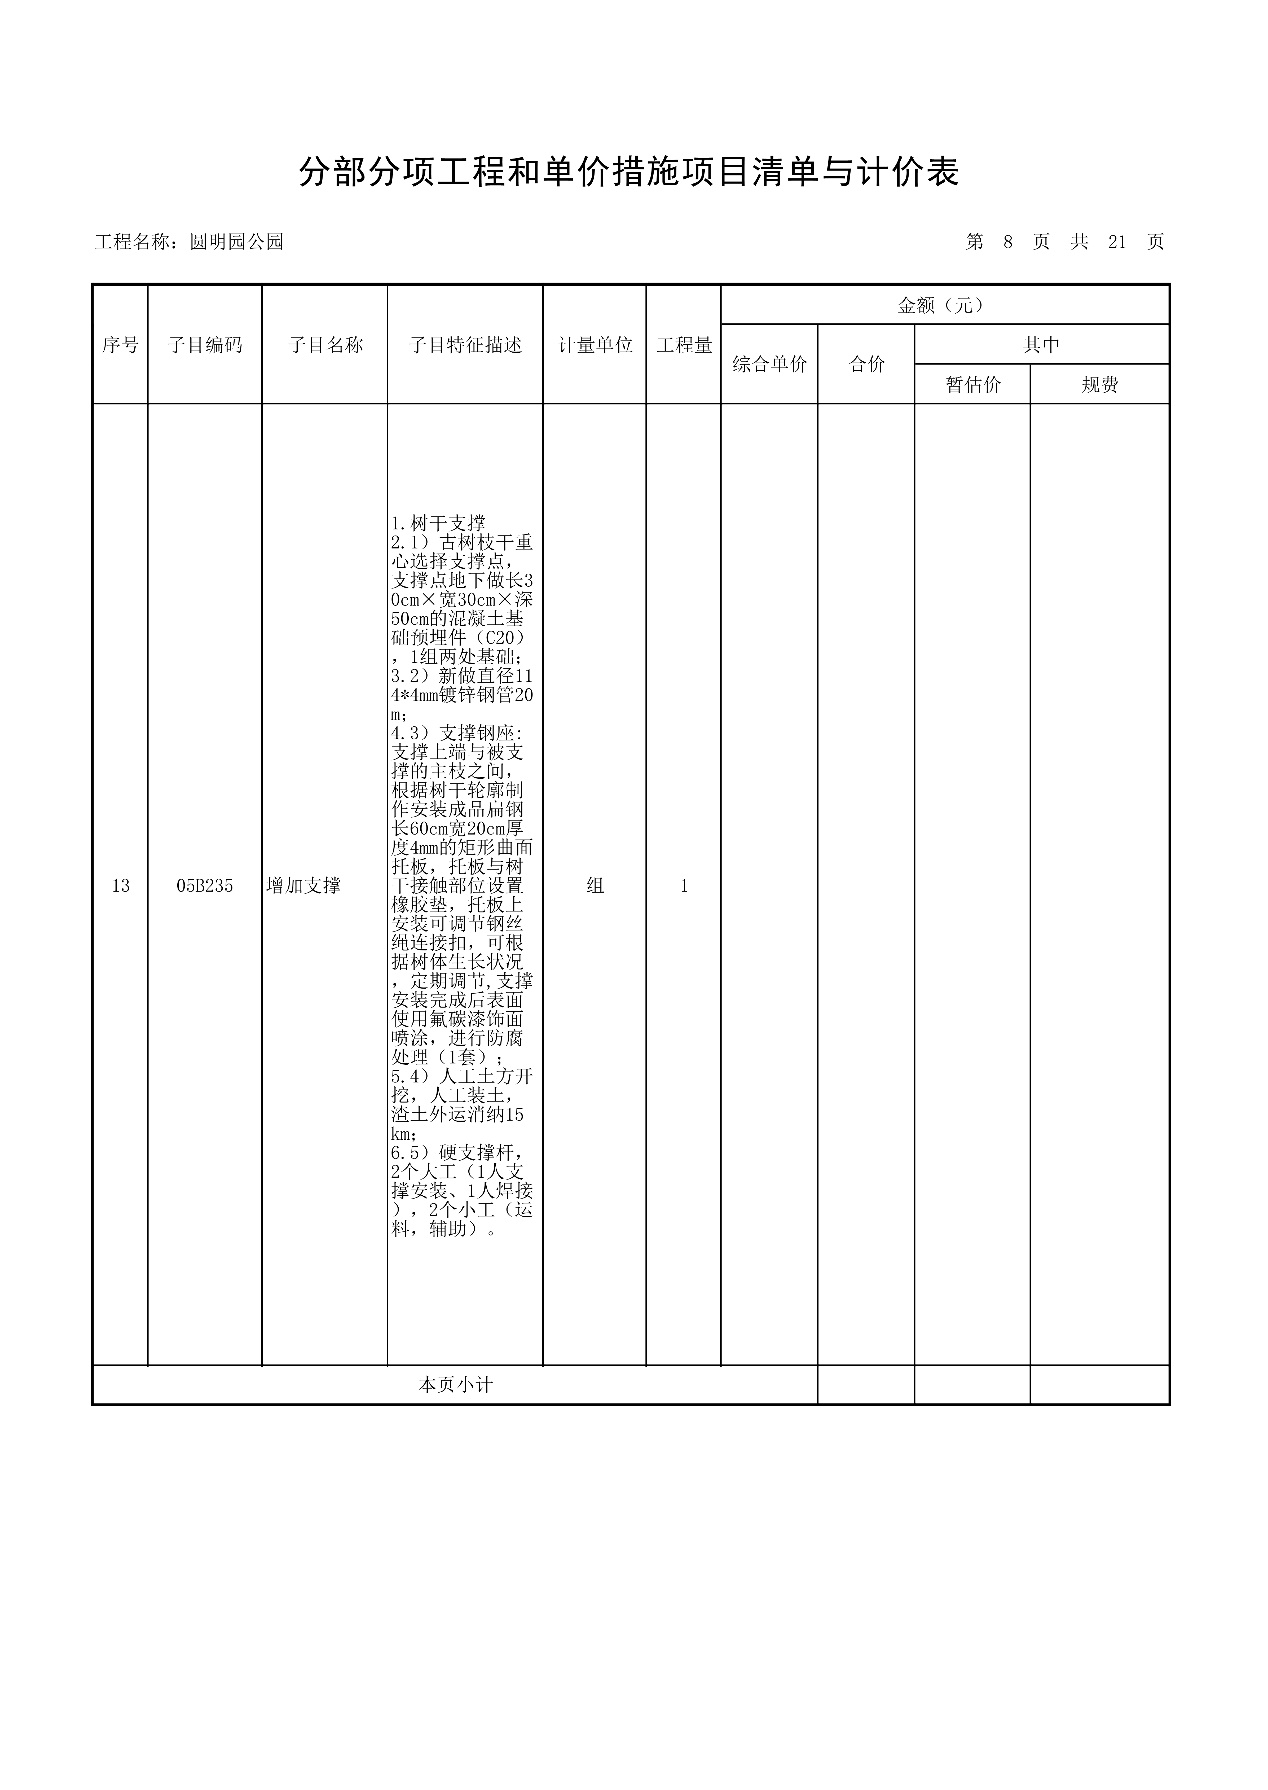 分部分项工程和单价措施项目清单与计价表
工程名称：圆明园公园
第 8 页 共 21 页
序号 子目编码 子目名称 子目特征描述 计量单位 工程量 金额（元）
综合单价 合价 其中
暂估价 规费
13 05B235 增加支撑
1.树干支撑
2.1）古树枝干重
心选择支撑点，
支撑点地下做长3
0cm×宽30cm×深
50cm的混凝土基
础预埋件（C20）
，1组两处基础；
3.2）新做直径11
4*4mm镀锌钢管20
m；
4.3）支撑钢座：
支撑上端与被支
撑的主枝之间，
根据树干轮廓制
作安装成品扁钢
长60cm宽20cm厚
度4mm的矩形曲面
托板，托板与树
干接触部位设置
橡胶垫，托板上
安装可调节钢丝
绳连接扣，可根
据树体生长状况
，定期调节,支撑
安装完成后表面
使用氟碳漆饰面
喷涂，进行防腐
处理（1套）；
5.4）人工土方开
挖，人工装土，
渣土外运消纳15
km；
6.5）硬支撑杆，
2个大工（1人支
撑安装、1人焊接
），2个小工（运
料，辅助）。
组 1
本页小计